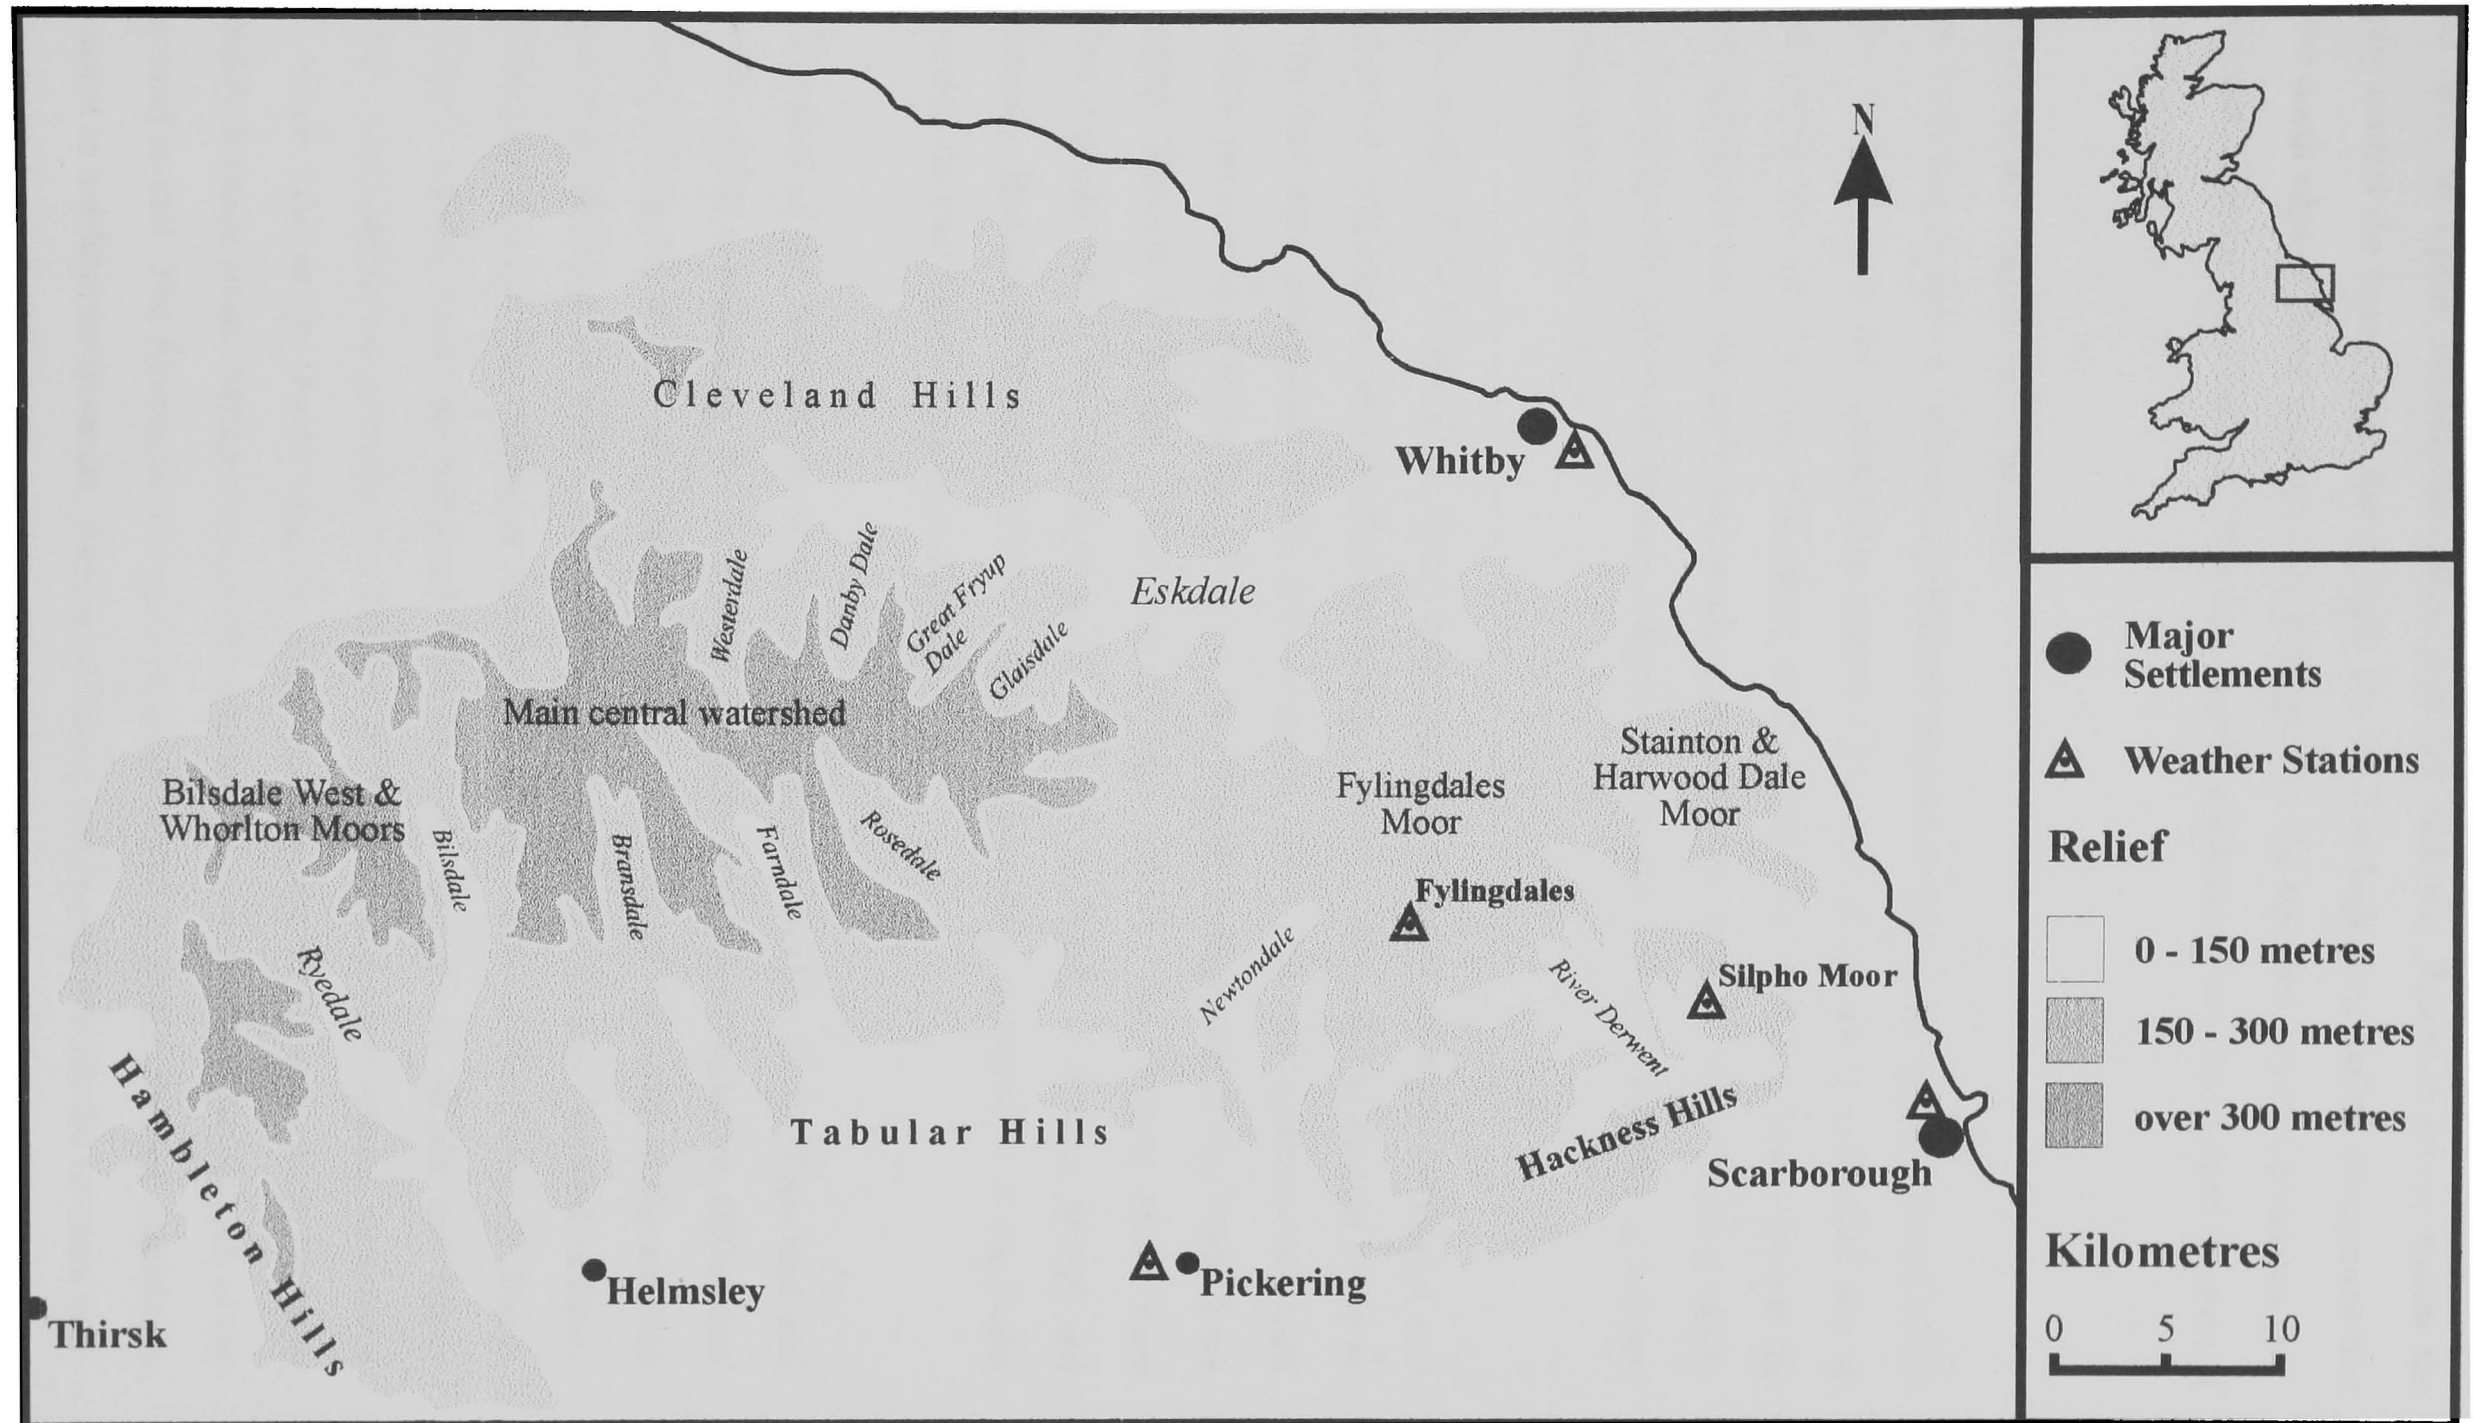 N
Cleveland Hills
Whitby
Westerdale
Danby Dale
Great Fryup
Dale
Glaisdale
Eskdale
Main central watershed
Bilsdale West &
Whorlton Moors
Bilsdale
Bransdale
Farndale
Rosedale
Fylingdales
Moor
Stainton &
Harwood Dale
Moor
Fylingdales
Silpho Moor
Newtondale
River Derwent
Ryedale
Hambleton Hills
Tabular Hills
Hackness Hills
Scarborough
Helmsley
Pickering
Thirsk
Major
Settlements
Weather Stations
Relief
0 - 150 metres
150 - 300 metres
over 300 metres
Kilometres
0 5 10